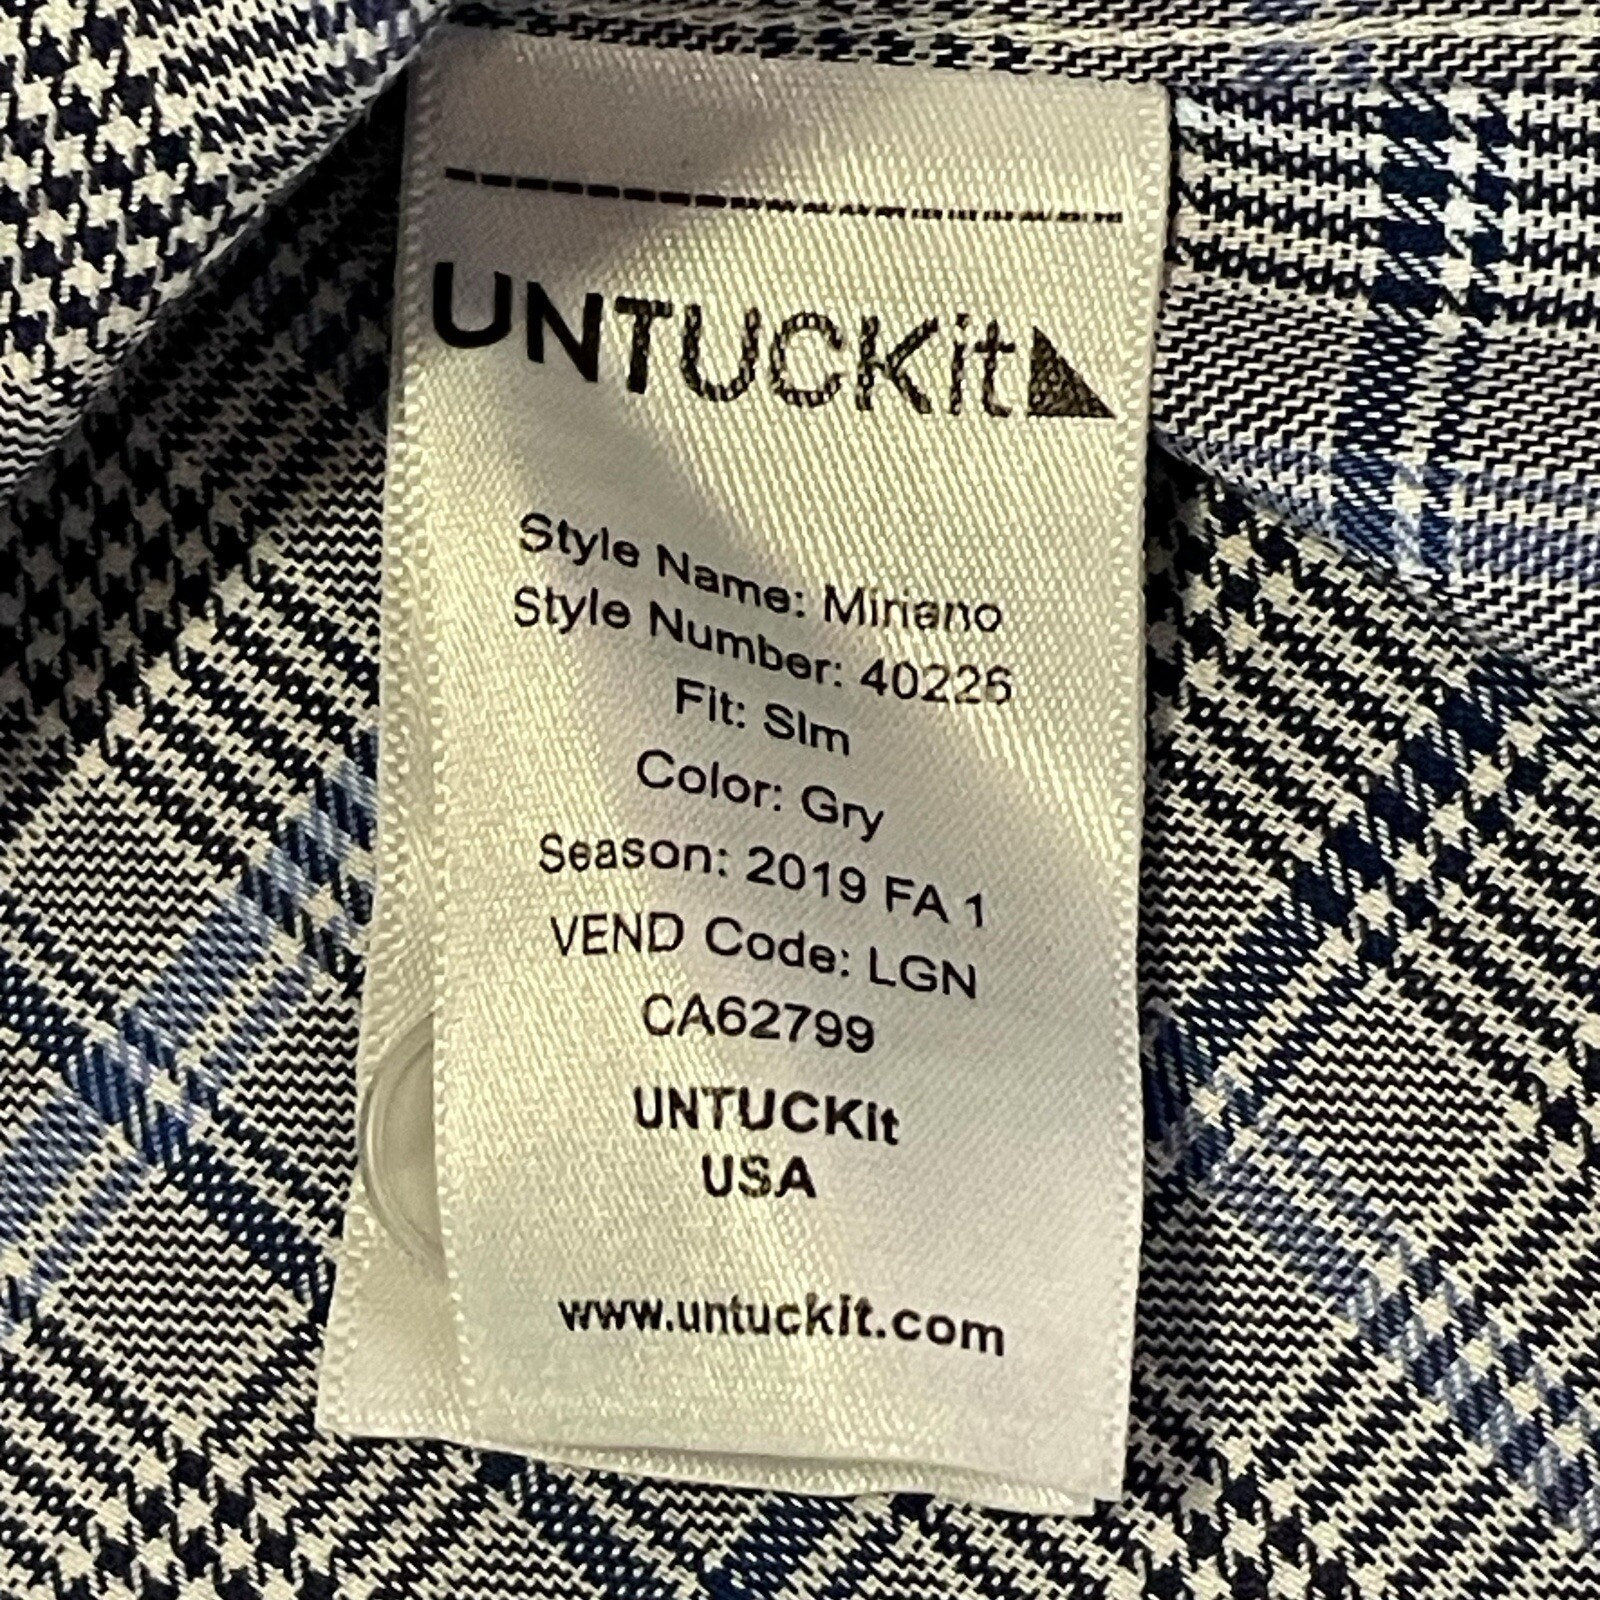 UNTUCKit
Style Name: Miriano
Style Number: 40226
Fit: Slm
Color: Gry
Season: 2019 FA 1
VEND Code: LGN
CA62799
UNTUCKit
USA
www.untuckit.com